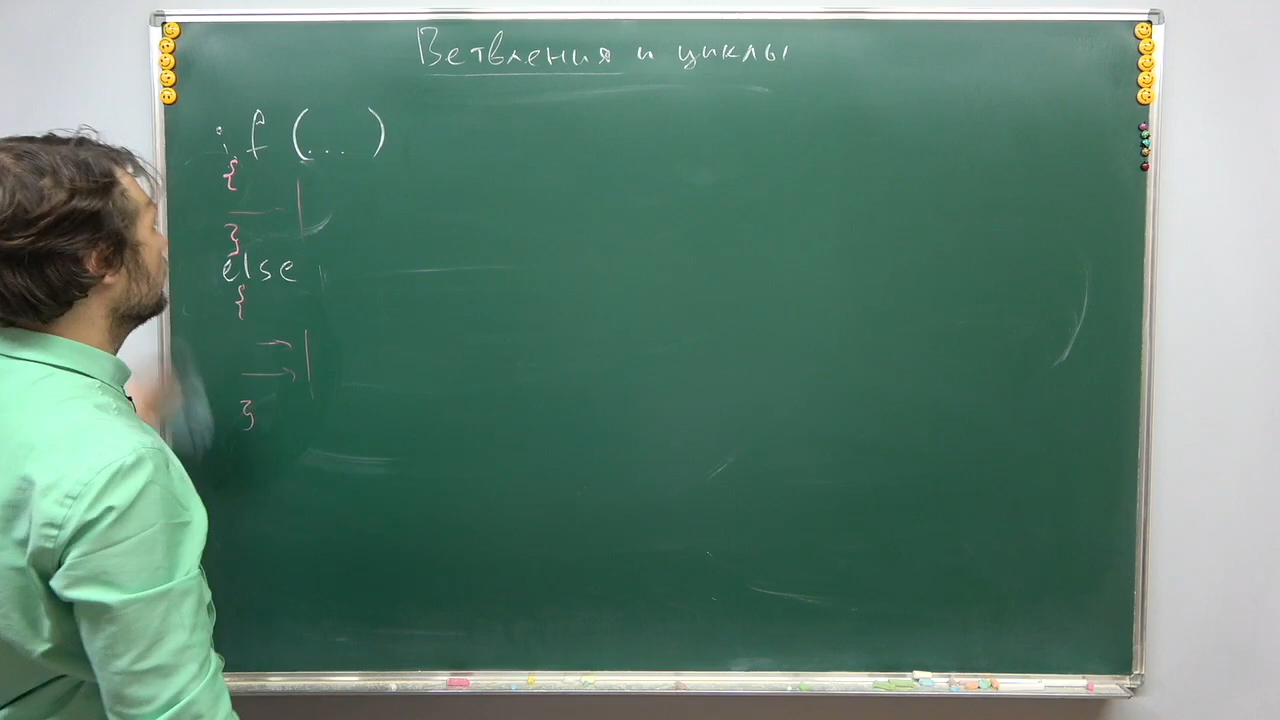 Ветвления и циклы
if (...)
{
}
else
{
}